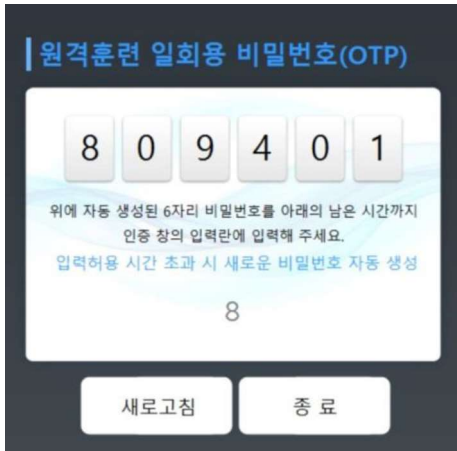 원격훈련 일회용 비밀번호(OTP)
8 0 9 4 0 1
위에 자동 생성된 6자리 비밀번호를 아래의 남은 시간까지
인증 창의 입력란에 입력해 주세요.
입력허용 시간 초과 시 새로운 비밀번호 자동 생성
8
새로고침 종 료